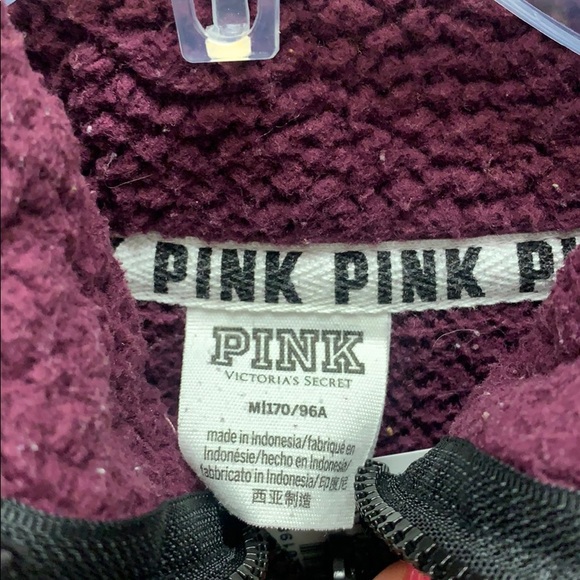 PINK PINK PI
PINK
VICTORIA'S SECRET
M|170/96A
made in Indonesia/fabriqué en
Indonésie/hecho en Indonesia/
fabbricato in Indonesia/印度尼
西亚制造